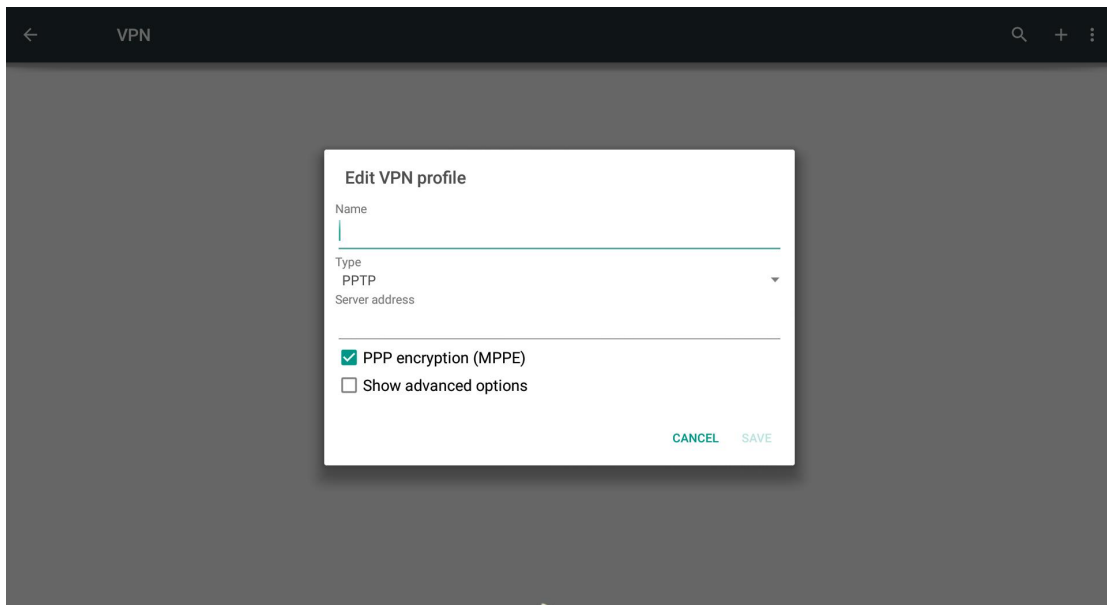 VPN
Edit VPN profile
Name
Type
PPTP
Server address
PPP encryption (MPPE)
Show advanced options
CANCEL SAVE